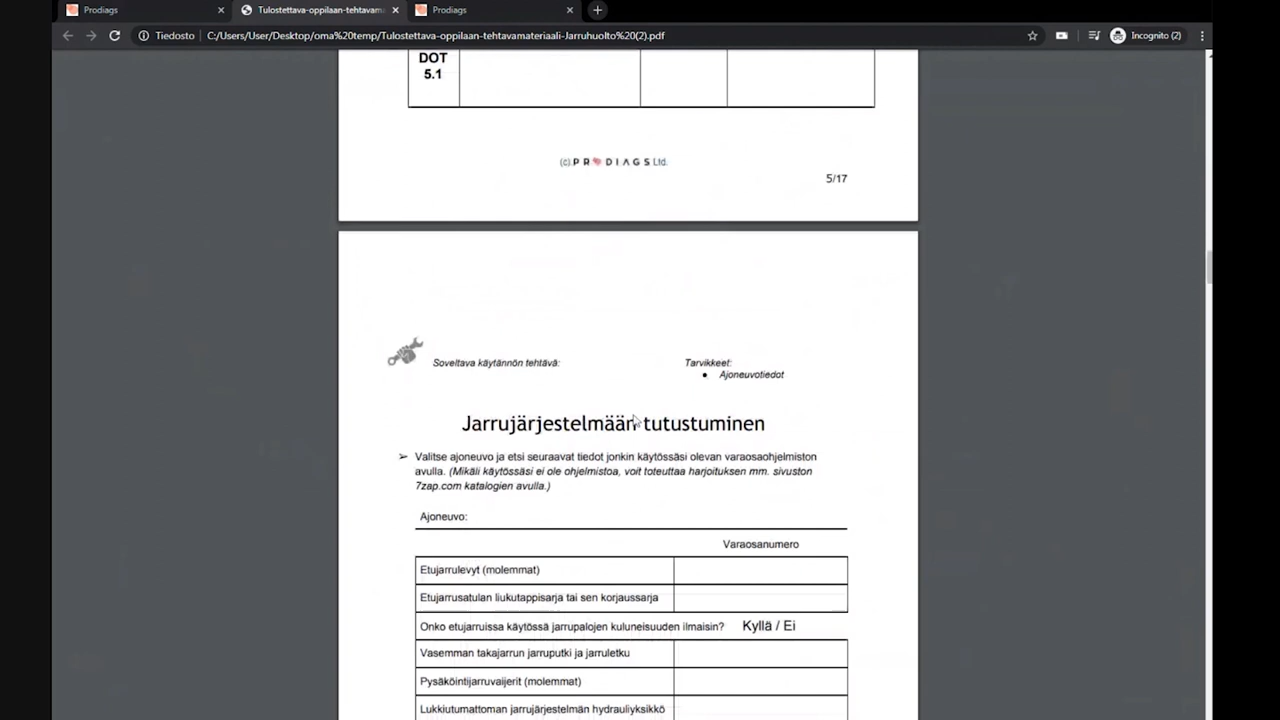 Prodiags
Tulostettava-oppilaan-tehtavam
Prodiags
Tiedosto
C:/Users/User/Desktop/oma%20temp/Tulostettava-oppilaan-tehtavamateriaali-Jarruhuolto%20(2).pdf
Incognito (2)
DOT
5.1
(c) PRODIAGS Ltd.
5/17
Soveltava käytännön tehtävä:
Tarvikkeet:
• Ajoneuvotiedot
Jarrujärjestelmään tutustuminen
➢ Valitse ajoneuvo ja etsi seuraavat tiedot jonkin käytössäsi olevan varaosaohjelmiston
avulla. (Mikäli käytössäsi ei ole ohjelmistoa, voit toteuttaa harjoituksen mm. sivuston
7zap.com katalogien avulla.)
Ajoneuvo:
Varaosanumero
Etujarrulevyt (molemmat)
Etujarrusatulan liukutappisarja tai sen korjaussarja
Onko etujarruissa käytössä jarrupalojen kuluneisuuden ilmaisin? Kyllä / Ei
Vasemman takajarrun jarruputki ja jarruletku
Pysäköintijarruvaijerit (molemmat)
Lukkiutumattoman jarrujärjestelmän hydrauliyksikkö